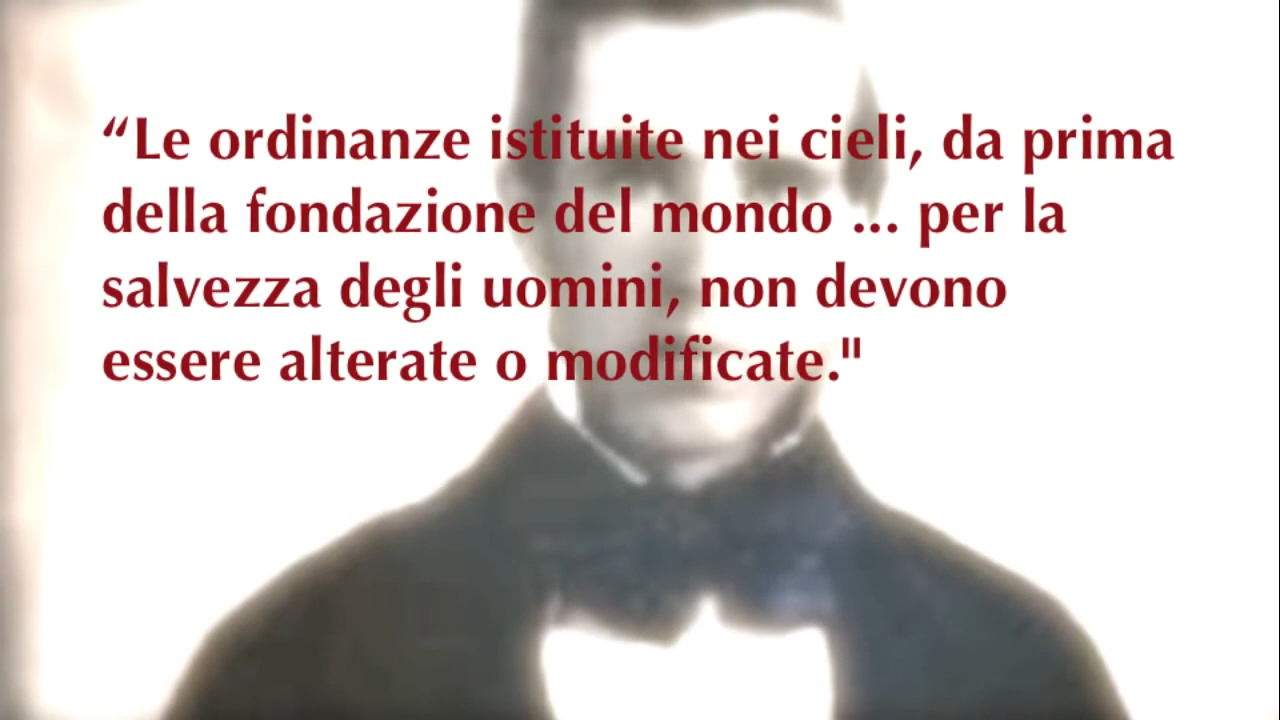 “Le ordinanze istituite nei cieli, da prima
della fondazione del mondo ... per la
salvezza degli uomini, non devono
essere alterate o modificate."